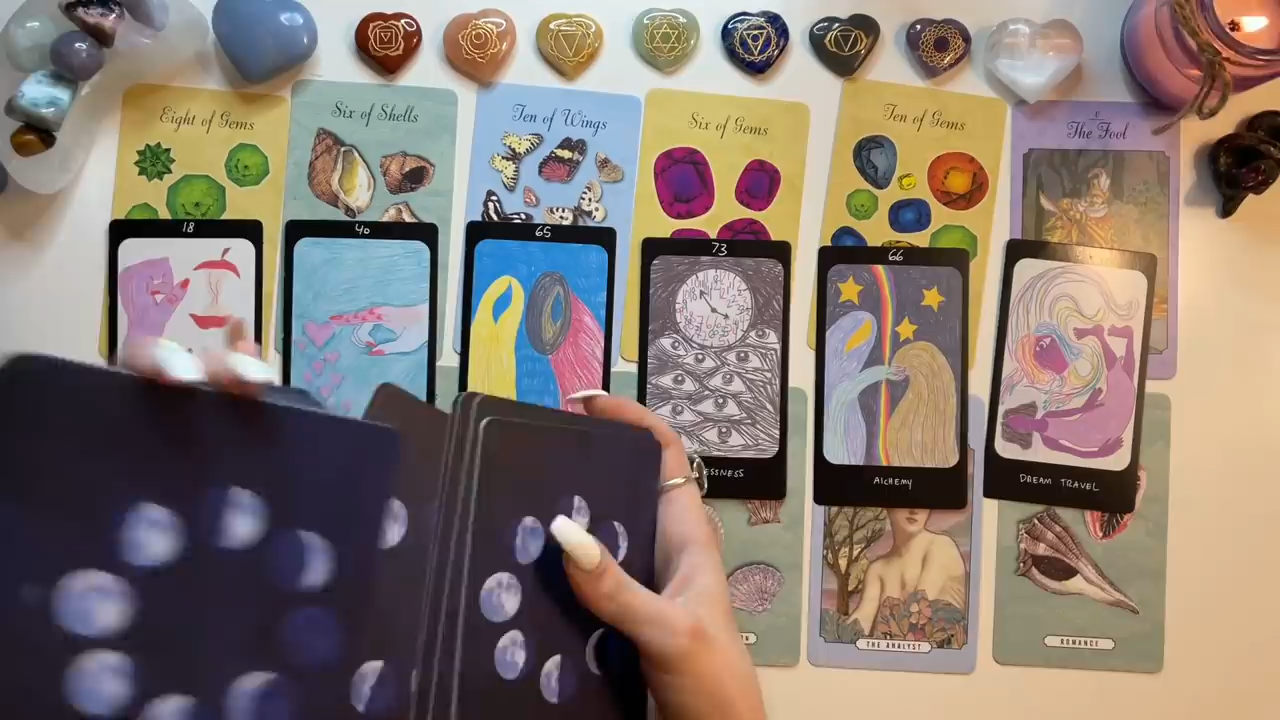 Eight of Gems
Six of Shells
Ten of Wings
Six of Gems
Ten of Gems
The Fool
18
40
65
73
66
ESSNESS
ALCHEMY
DREAM TRAVEL
THE ANALYST
ROMANCE